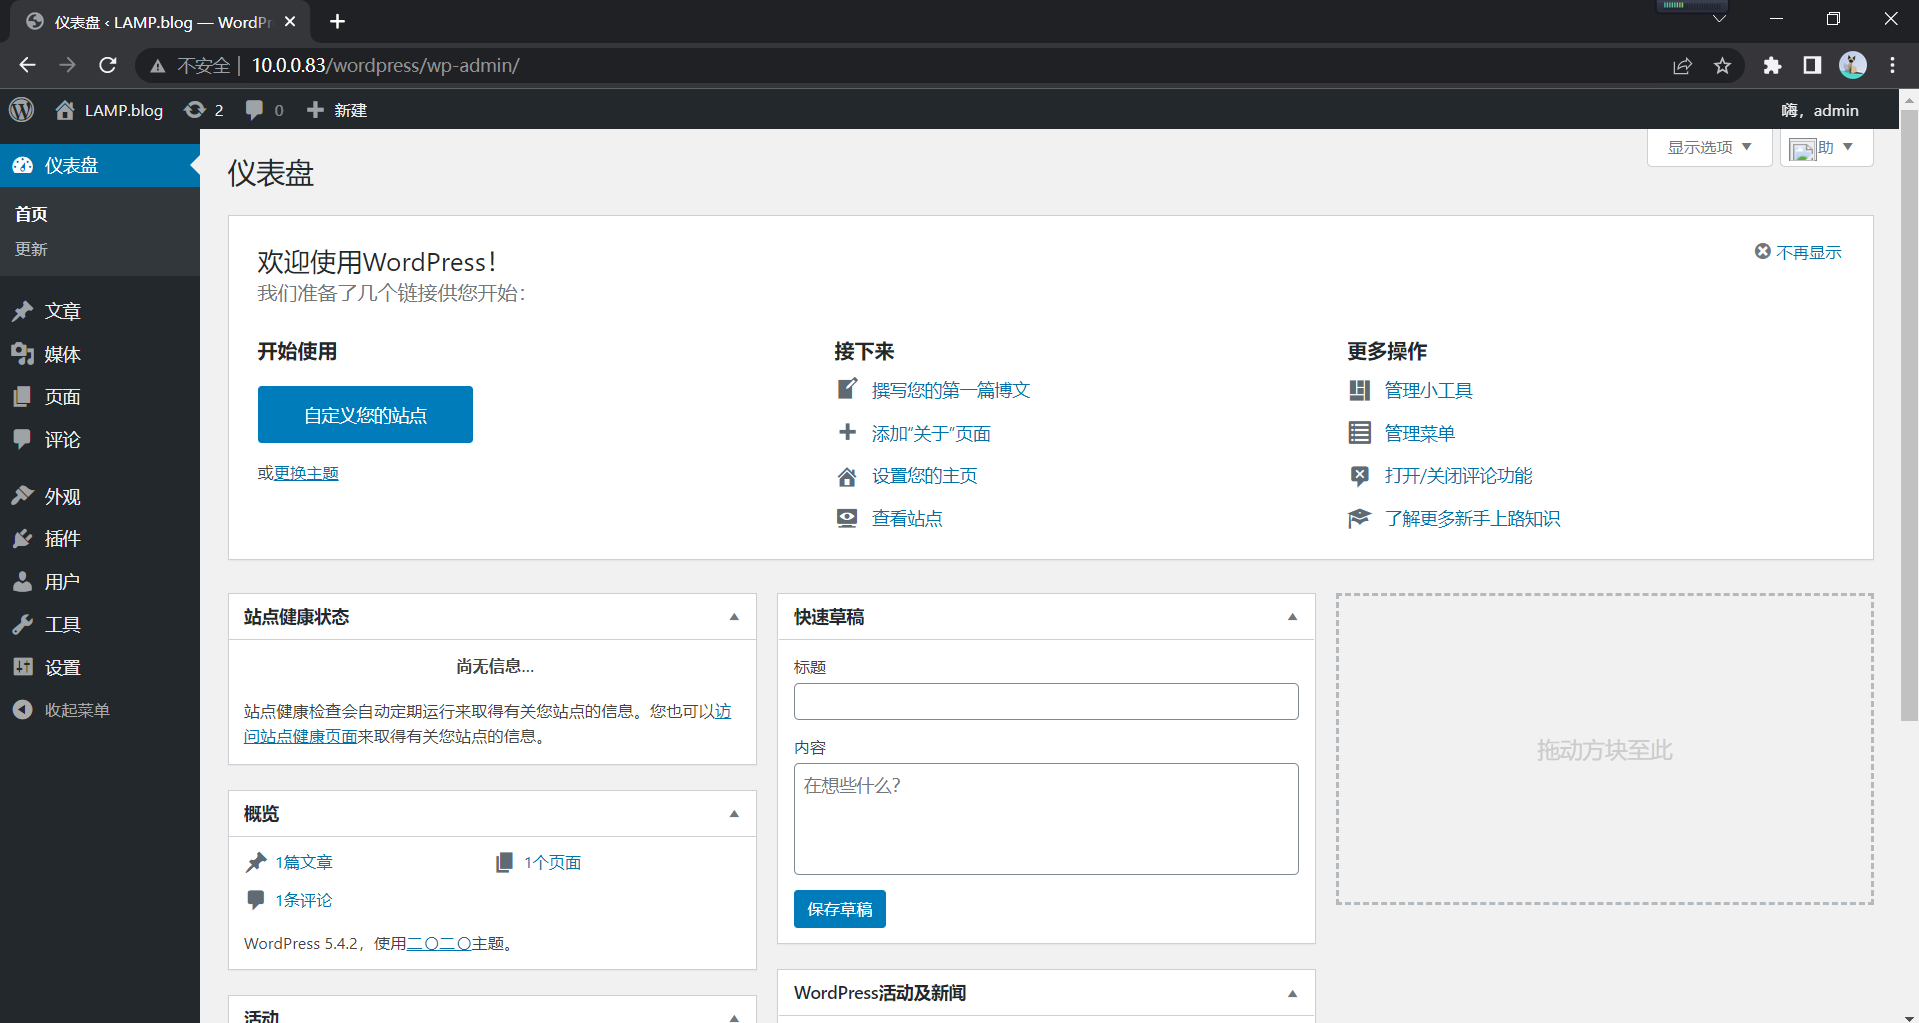 仪表盘 ‹ LAMP.blog — WordPr
不安全 | 10.0.0.83/wordpress/wp-admin/
LAMP.blog 2 0 新建
嗨，admin
仪表盘
首页
更新
文章
媒体
页面
评论
外观
插件
用户
工具
设置
收起菜单
显示选项
助
仪表盘
欢迎使用WordPress！
我们准备了几个链接供您开始：
不再显示
开始使用
自定义您的站点
或更换主题
接下来
撰写您的第一篇博文
添加“关于”页面
设置您的主页
查看站点
更多操作
管理小工具
管理菜单
打开/关闭评论功能
了解更多新手上路知识
站点健康状态
尚无信息…
站点健康检查会自动定期运行来取得有关您站点的信息。您也可以访
问站点健康页面来取得有关您站点的信息。
概览
1篇文章
1个页面
1条评论
WordPress 5.4.2，使用二〇二〇主题。
活动
快速草稿
标题
内容
在想些什么？
保存草稿
WordPress活动及新闻
拖动方块至此